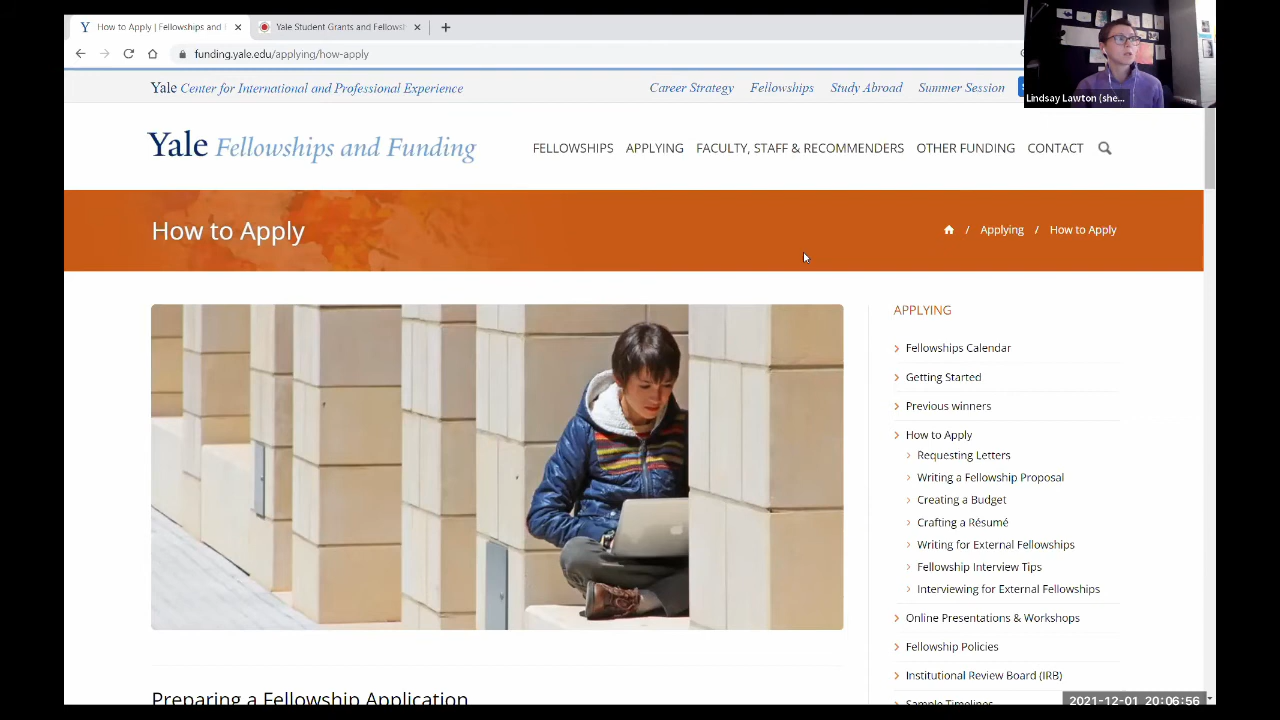 How to Apply | Fellowships and
Yale Student Grants and Fellows
funding.yale.edu/applying/how-apply
Yale Center for International and Professional Experience
Career Strategy Fellowships Study Abroad Summer Session
Lindsay Lawton (she...
Yale Fellowships and Funding
FELLOWSHIPS APPLYING FACULTY, STAFF & RECOMMENDERS OTHER FUNDING CONTACT
How to Apply
/ Applying / How to Apply
APPLYING
Fellowships Calendar
Getting Started
Previous winners
How to Apply
Requesting Letters
Writing a Fellowship Proposal
Creating a Budget
Crafting a Résumé
Writing for External Fellowships
Fellowship Interview Tips
Interviewing for External Fellowships
Online Presentations & Workshops
Fellowship Policies
Institutional Review Board (IRB)
Sample Timelines
Preparing a Fellowship Application
2021-12-01 20:06:56